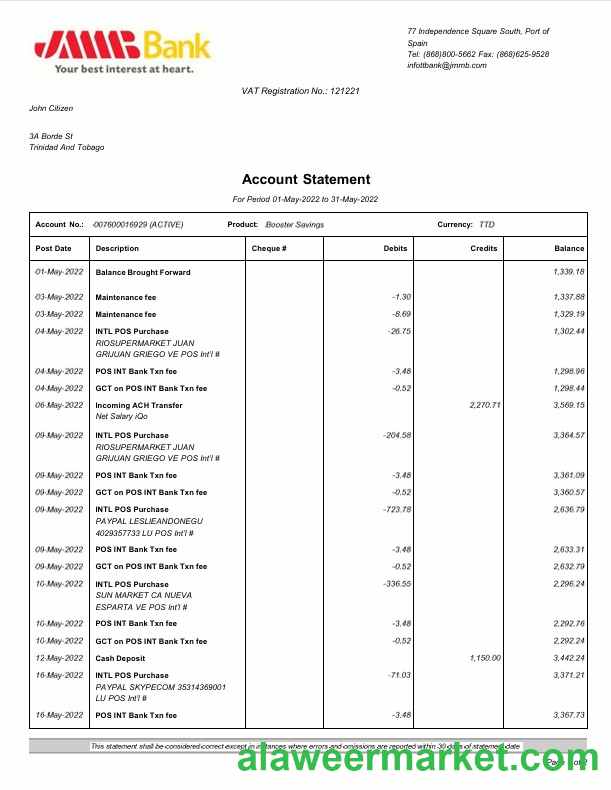 JMMB Bank
Your best interest at heart.
77 Independence Square South, Port of
Spain
Tel: (868)800-5662 Fax: (868)625-9528
infottbank@jmmb.com
VAT Registration No.: 121221
John Citizen
3A Borde St
Trinidad And Tobago
Account Statement
For Period 01-May-2022 to 31-May-2022
Account No.: 007600016929 (ACTIVE) Product: Booster Savings Currency: TTD
Post Date Description Cheque # Debits Credits Balance
01-May-2022 Balance Brought Forward 1,339.18
03-May-2022 Maintenance fee -1.30 1,337.88
03-May-2022 Maintenance fee -8.69 1,329.19
04-May-2022 INTL POS Purchase -26.75 1,302.44
RIOSUPERMARKET JUAN
GRIJUAN GRIEGO VE POS Int'l #
04-May-2022 POS INT Bank Txn fee -3.48 1,298.96
04-May-2022 GCT on POS INT Bank Txn fee -0.52 1,298.44
06-May-2022 Incoming ACH Transfer 2,270.71 3,569.15
Net Salary iQo
09-May-2022 INTL POS Purchase -204.58 3,364.57
RIOSUPERMARKET JUAN
GRIJUAN GRIEGO VE POS Int'l #
09-May-2022 POS INT Bank Txn fee -3.48 3,361.09
09-May-2022 GCT on POS INT Bank Txn fee -0.52 3,360.57
09-May-2022 INTL POS Purchase -723.78 2,636.79
PAYPAL LESLIEANDONEGU
4029357733 LU POS Int'l #
09-May-2022 POS INT Bank Txn fee -3.48 2,633.31
09-May-2022 GCT on POS INT Bank Txn fee -0.52 2,632.79
10-May-2022 INTL POS Purchase -336.55 2,296.24
SUN MARKET CA NUEVA
ESPARTA VE POS Int'l #
10-May-2022 POS INT Bank Txn fee -3.48 2,292.76
10-May-2022 GCT on POS INT Bank Txn fee -0.52 2,292.24
12-May-2022 Cash Deposit 1,150.00 3,442.24
16-May-2022 INTL POS Purchase -71.03 3,371.21
PAYPAL SKYPECOM 35314369001
LU POS Int'l #
16-May-2022 POS INT Bank Txn fee -3.48 3,367.73
This statement shall be considered correct except in instances where errors and omissions are reported within 30 days of statement date
alaweermarket.com